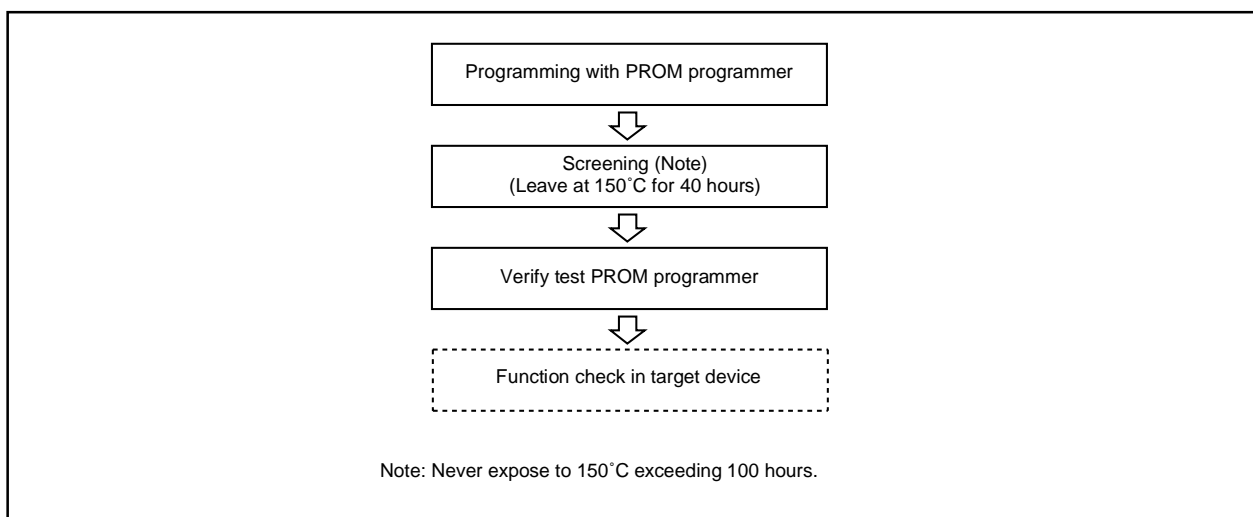 Programming with PROM programmer
Screening (Note)
(Leave at 150˚C for 40 hours)
Verify test PROM programmer
Function check in target device
Note: Never expose to 150˚C exceeding 100 hours.